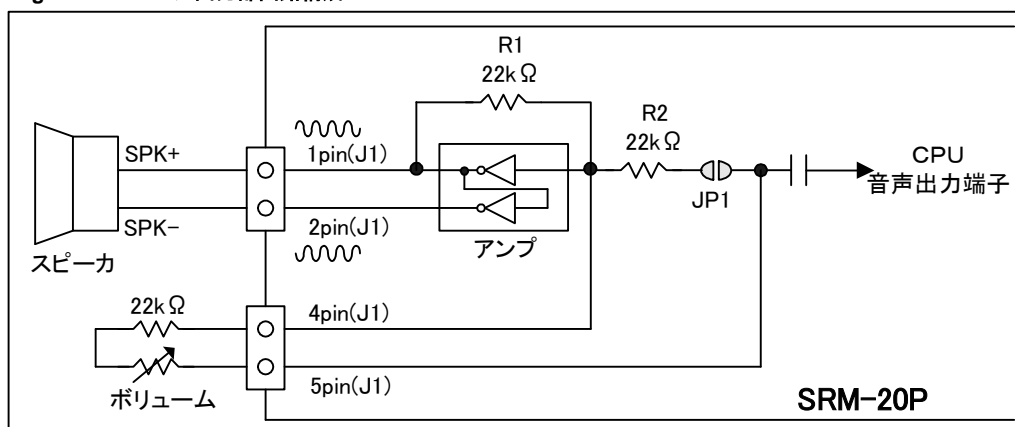 R1
22kΩ
R2
22kΩ
SPK+
1pin(J1)
CPU
音声出力端子
JP1
SPK-
2pin(J1)
アンプ
スピーカ
22kΩ
4pin(J1)
5pin(J1)
ボリューム
SRM-20P